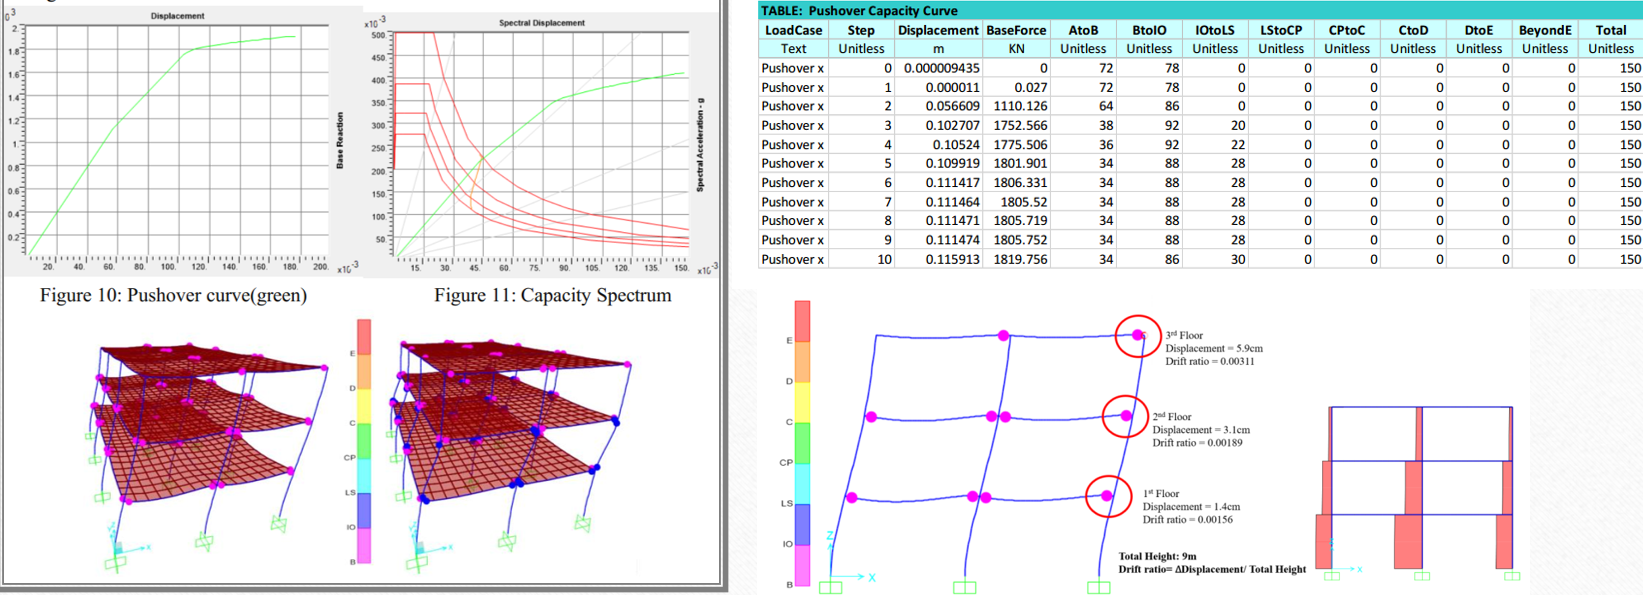 Displacement
0 3
2.
1.8
1.6
1.4
1.2
1.
0.8
0.6
0.4
0.2
20. 40. 60. 80. 100. 120. 140. 160. 180. 200. x10 -3
Base Reaction
Figure 10: Pushover curve(green)
x10 -3
Spectral Displacement
500.
450.
400.
350.
300.
250.
200.
150.
100.
50.
15. 30. 45. 60. 75. 90. 105. 120. 135. 150. x10 -3
Spectral Acceleration - g
Figure 11: Capacity Spectrum
E
D
C
CP
LS
IO
B
TABLE: Pushover Capacity Curve
LoadCase Step Displacement BaseForce AtoB BtoIO IOtoLS LStoCP CPtoC CtoD DtoE BeyondE Total
Text Unitless m KN Unitless Unitless Unitless Unitless Unitless Unitless Unitless Unitless Unitless
Pushover x 0 0.000009435 0 72 78 0 0 0 0 0 0 150
Pushover x 1 0.000011 0.027 72 78 0 0 0 0 0 0 150
Pushover x 2 0.056609 1110.126 64 86 0 0 0 0 0 0 150
Pushover x 3 0.102707 1752.566 38 92 20 0 0 0 0 0 150
Pushover x 4 0.10524 1775.506 36 92 22 0 0 0 0 0 150
Pushover x 5 0.109919 1801.901 34 88 28 0 0 0 0 0 150
Pushover x 6 0.111417 1806.331 34 88 28 0 0 0 0 0 150
Pushover x 7 0.111464 1805.52 34 88 28 0 0 0 0 0 150
Pushover x 8 0.111471 1805.719 34 88 28 0 0 0 0 0 150
Pushover x 9 0.111474 1805.752 34 88 28 0 0 0 0 0 150
Pushover x 10 0.115913 1819.756 34 86 30 0 0 0 0 0 150
E
D
C
CP
LS
IO
B
3rd Floor
Displacement = 5.9cm
Drift ratio = 0.00311
2nd Floor
Displacement = 3.1cm
Drift ratio = 0.00189
1st Floor
Displacement = 1.4cm
Drift ratio = 0.00156
Z
X
Total Height: 9m
Drift ratio= ΔDisplacement/ Total Height